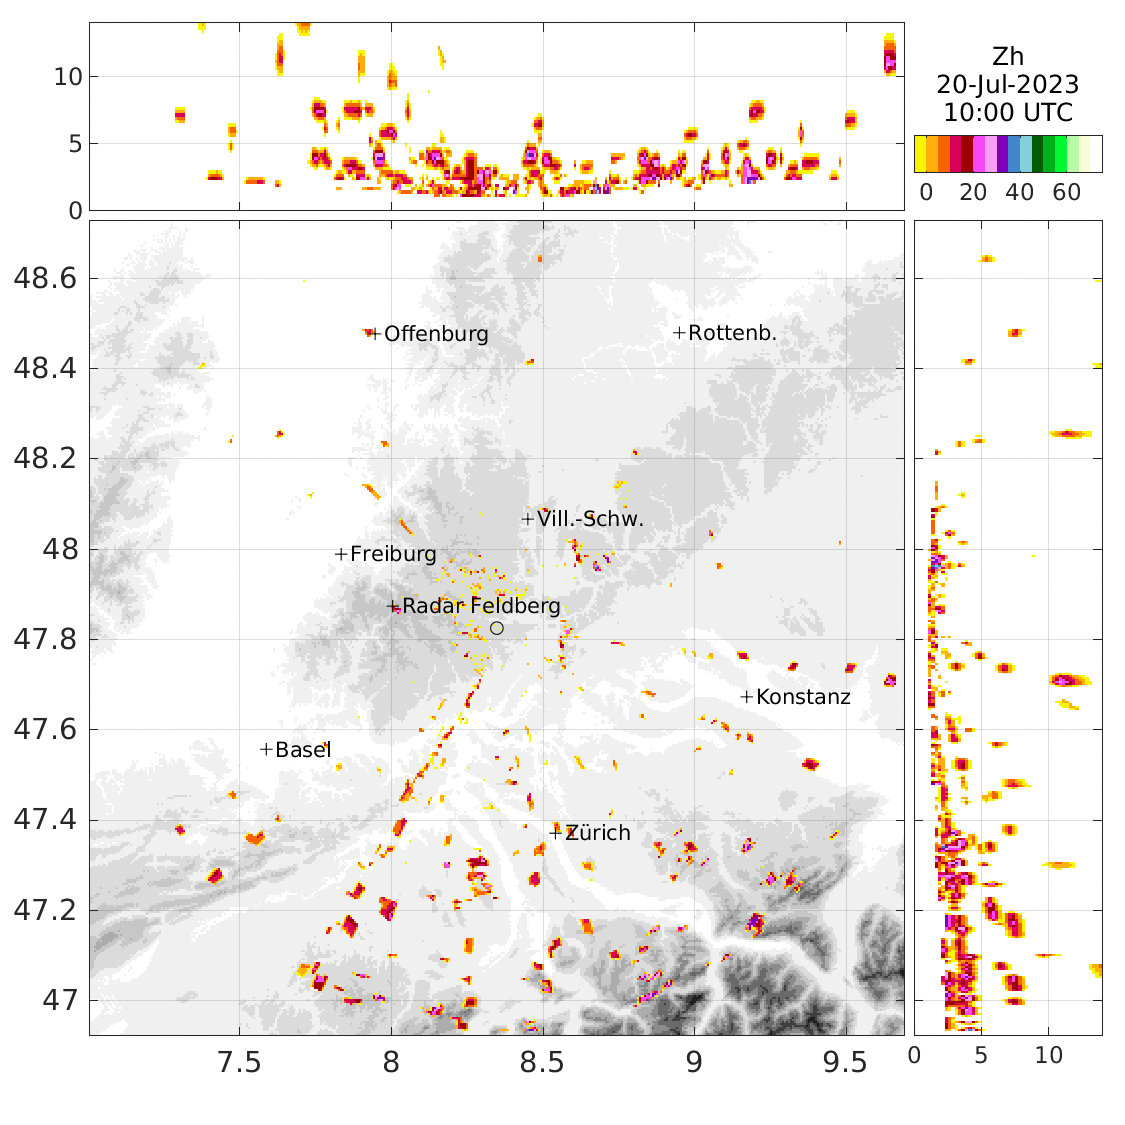 10
5
0
Zh
20-Jul-2023
10:00 UTC
0 20 40 60
48.6
48.4
48.2
48
47.8
47.6
47.4
47.2
47
Offenburg
Rottenb.
Vill.-Schw.
Freiburg
Radar Feldberg
Konstanz
Basel
Zürich
7.5 8 8.5 9 9.5
0 5 10